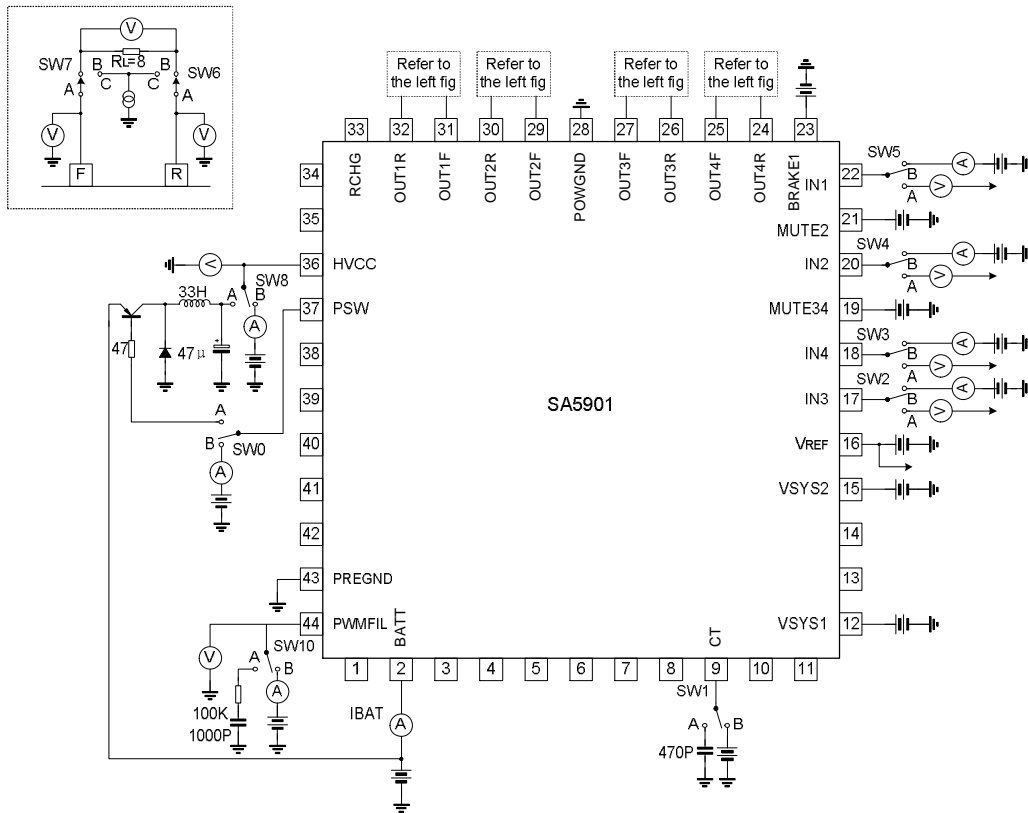 V
B RL=8 B
SW7 SW6
A C C A
V V
F R
Refer to the left fig
Refer to the left fig
Refer to the left fig
Refer to the left fig
33 32 31 30 29 28 27 26 25 24 23
RCHG OUT1R OUT1F OUT2R OUT2F POWGND OUT3F OUT3R OUT4F OUT4R BRAKE1
34
35
36 HVCC
37 PSW
38
39
40
41
42
43 PREGND
44 PWMFIL
22 IN1
21 MUTE2
20 IN2
19 MUTE34
18 IN4
17 IN3
16 VREF
15 VSYS2
14
13
12 VSYS1
SA5901
BATT CT
1 2 3 4 5 6 7 8 9 10 11
SW5 B A A V
SW4 B A A V
SW3 B A A V
SW2 B A A V
V
SW8
33H A B
A
47 47μ
A
B SW0
A
SW10
V A B
A
100K
1000P
IBAT A
SW1
A B
470P